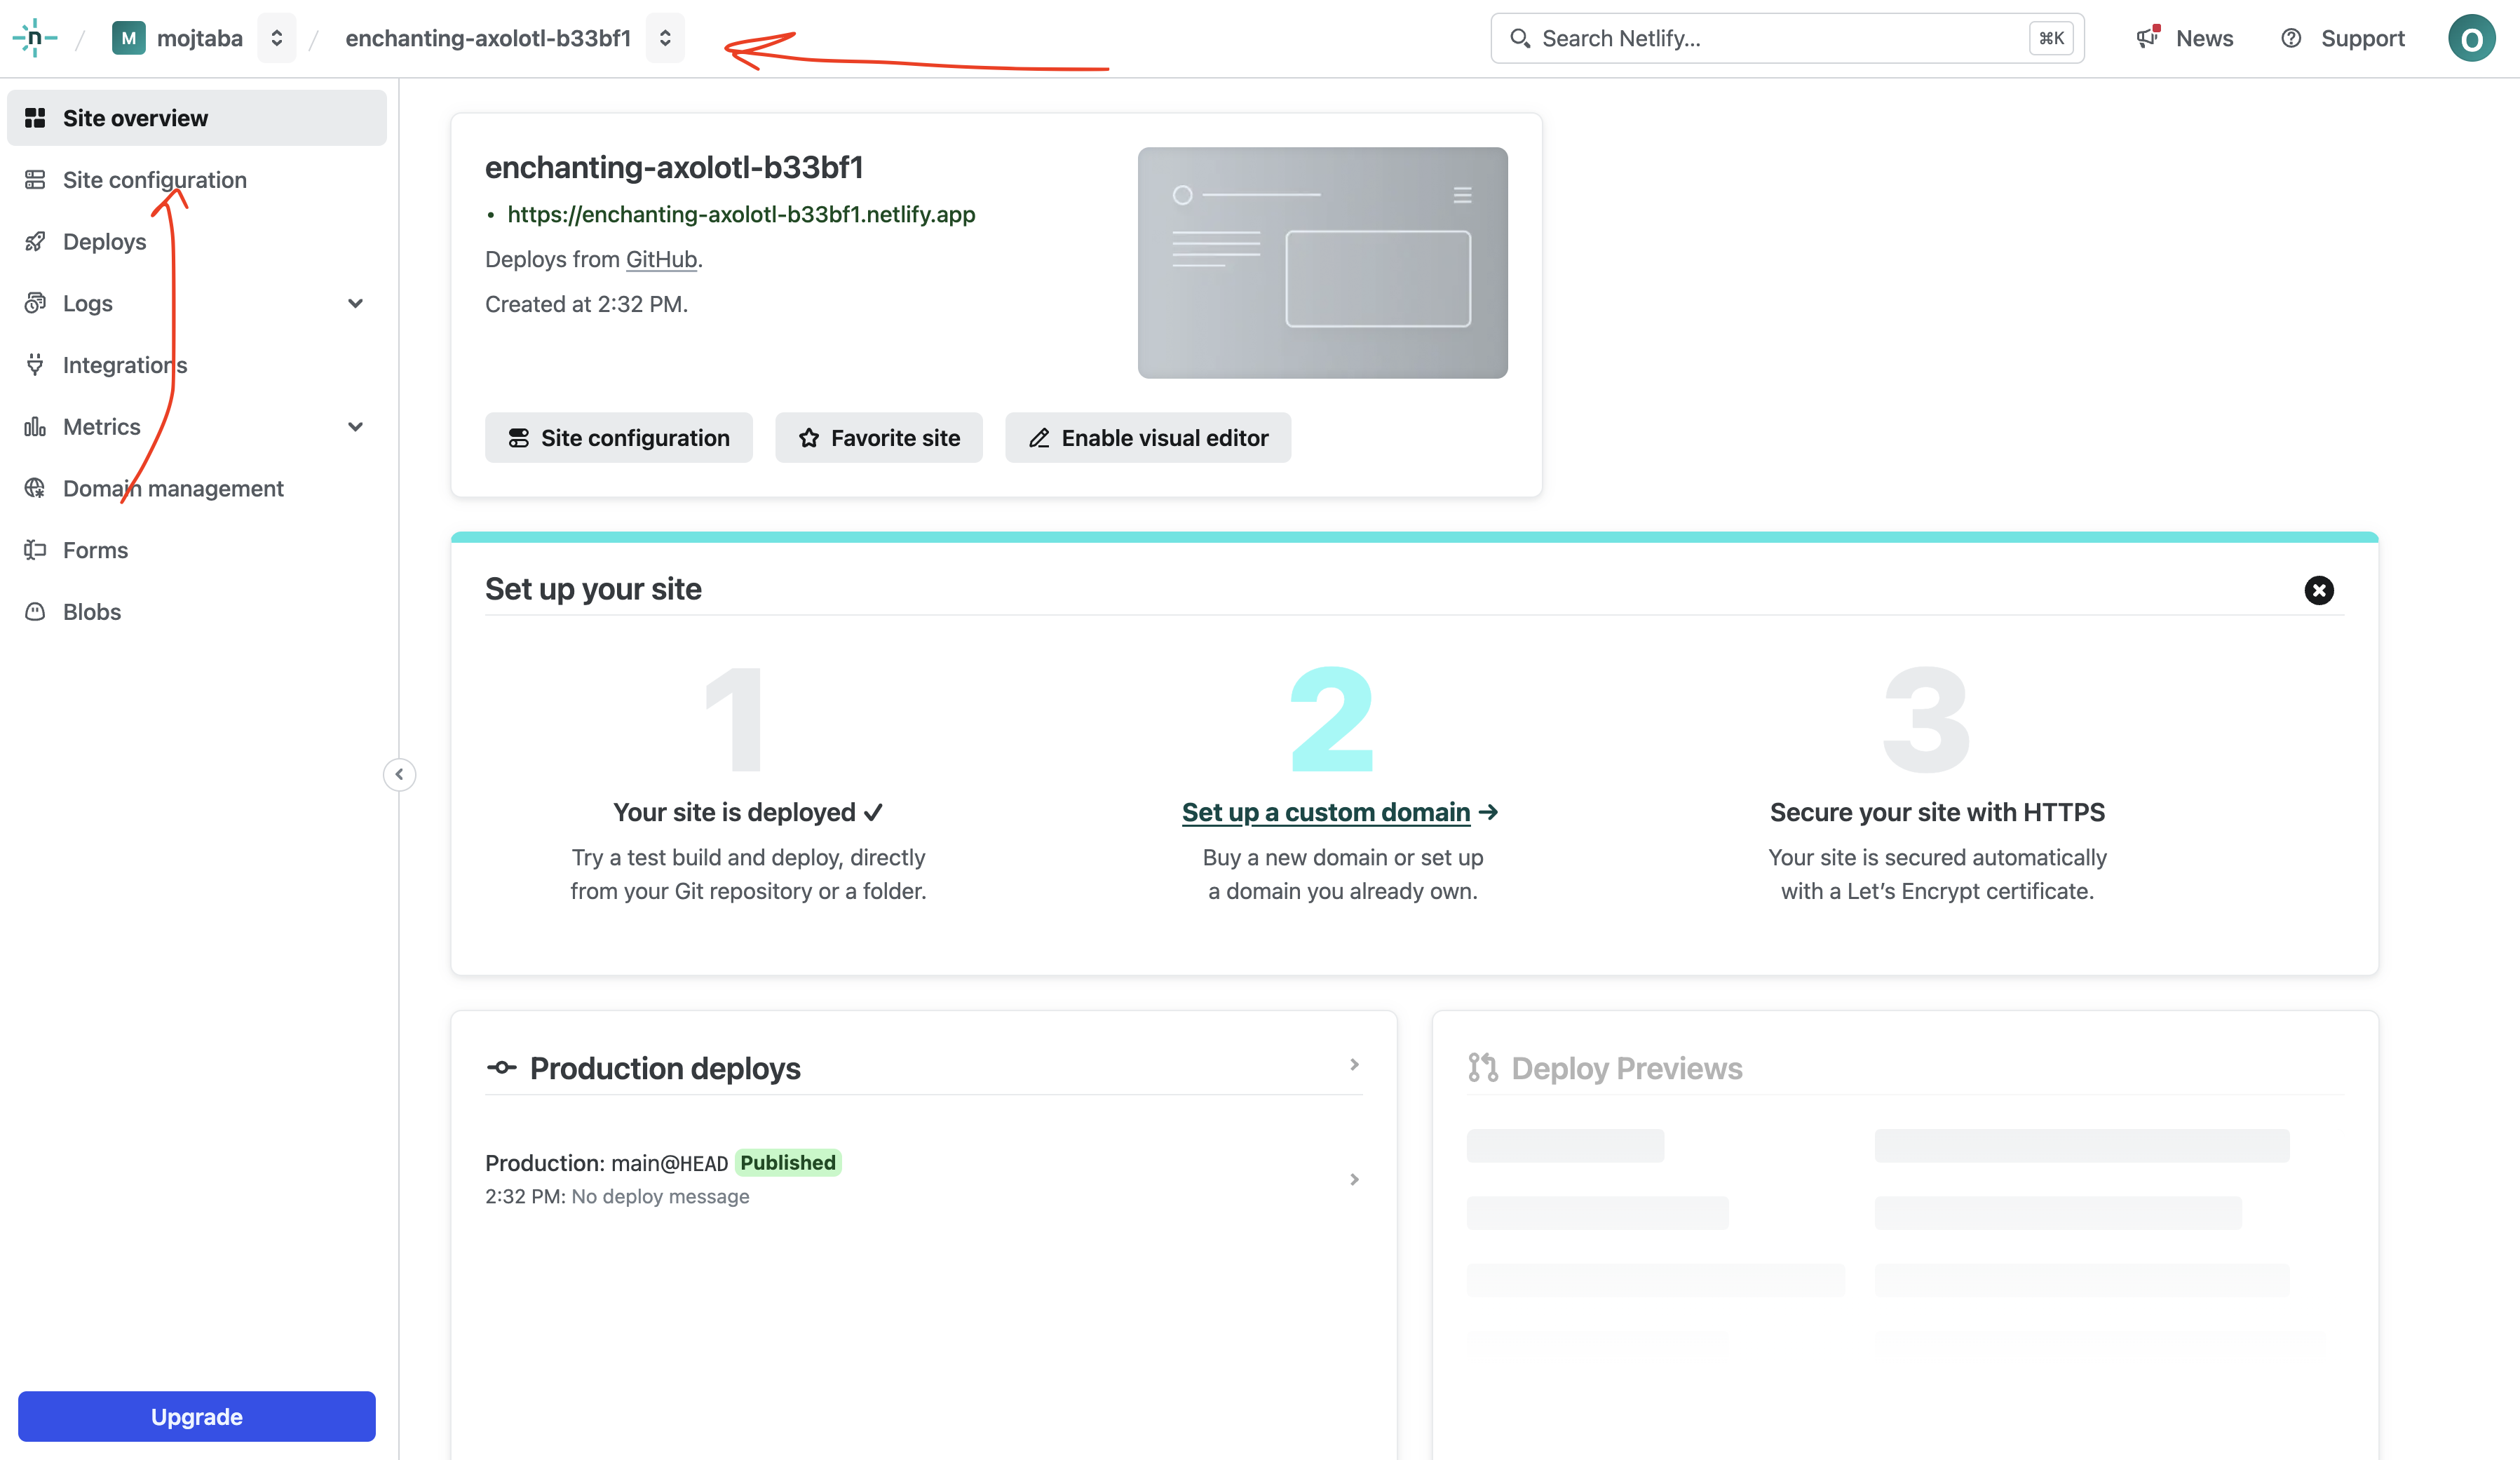 n / M mojtaba / enchanting-axolotl-b33bf1
Search Netlify... ⌘K
News
Support
O
Site overview
Site configuration
Deploys
Logs
Integrations
Metrics
Domain management
Forms
Blobs
Upgrade
enchanting-axolotl-b33bf1
• https://enchanting-axolotl-b33bf1.netlify.app
Deploys from GitHub.
Created at 2:32 PM.
Site configuration
Favorite site
Enable visual editor
Set up your site
1
Your site is deployed ✓
Try a test build and deploy, directly
from your Git repository or a folder.
2
Set up a custom domain →
Buy a new domain or set up
a domain you already own.
3
Secure your site with HTTPS
Your site is secured automatically
with a Let’s Encrypt certificate.
Production deploys
Production: main@HEAD Published
2:32 PM: No deploy message
Deploy Previews